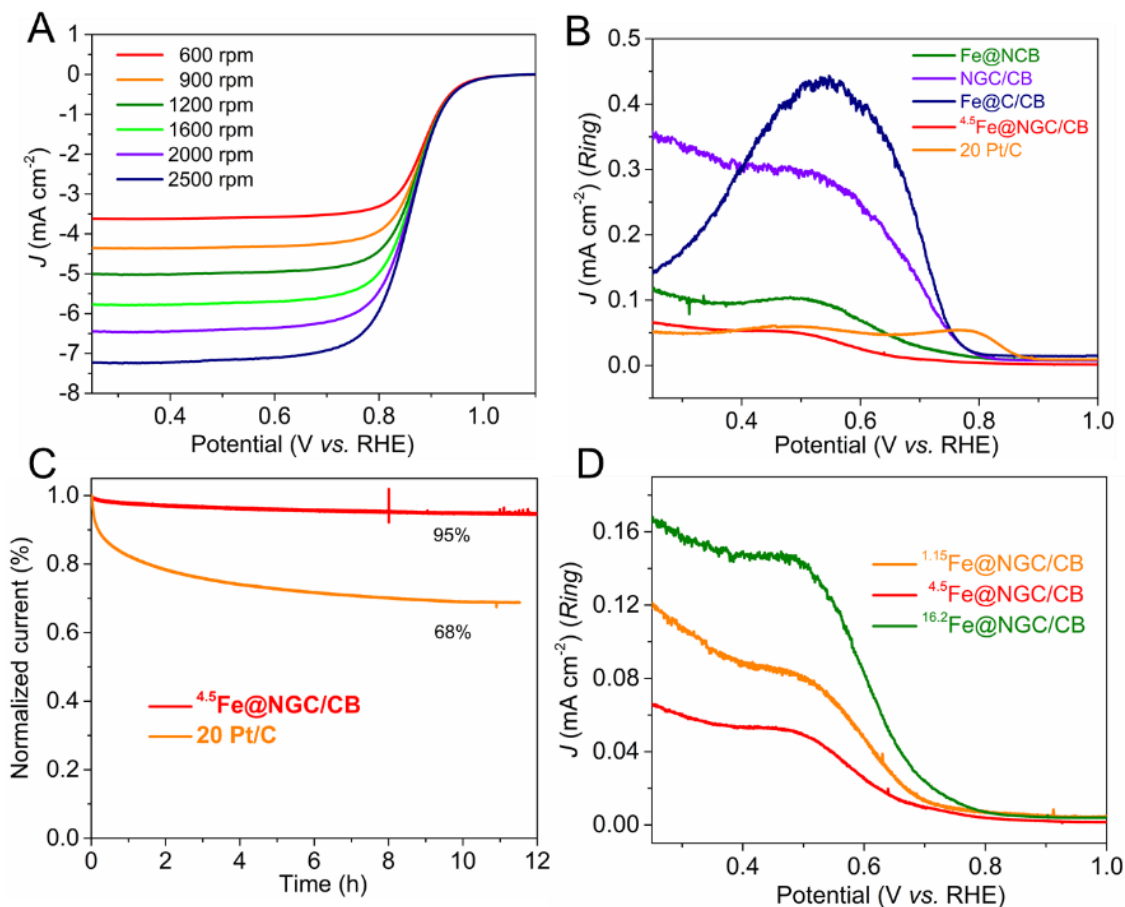 A
600 rpm
900 rpm
1200 rpm
1600 rpm
2000 rpm
2500 rpm
1
0
-1
-2
-3
-4
-5
-6
-7
-8
J (mA cm⁻²)
0.4
0.6
0.8
1.0
Potential (V vs. RHE)
B
Fe@NCB
NGC/CB
Fe@C/CB
⁴·⁵Fe@NGC/CB
20 Pt/C
0.5
0.4
0.3
0.2
0.1
0.0
J (mA cm⁻²) (Ring)
0.4
0.6
0.8
1.0
Potential (V vs. RHE)
C
1.0
0.8
0.6
0.4
0.2
0.0
Normalized current (%)
95%
68%
⁴·⁵Fe@NGC/CB
20 Pt/C
0
2
4
6
8
10
12
Time (h)
D
0.16
0.12
0.08
0.04
0.00
J (mA cm⁻²) (Ring)
¹·¹⁵Fe@NGC/CB
⁴·⁵Fe@NGC/CB
¹⁶·²Fe@NGC/CB
0.4
0.6
0.8
1.0
Potential (V vs. RHE)